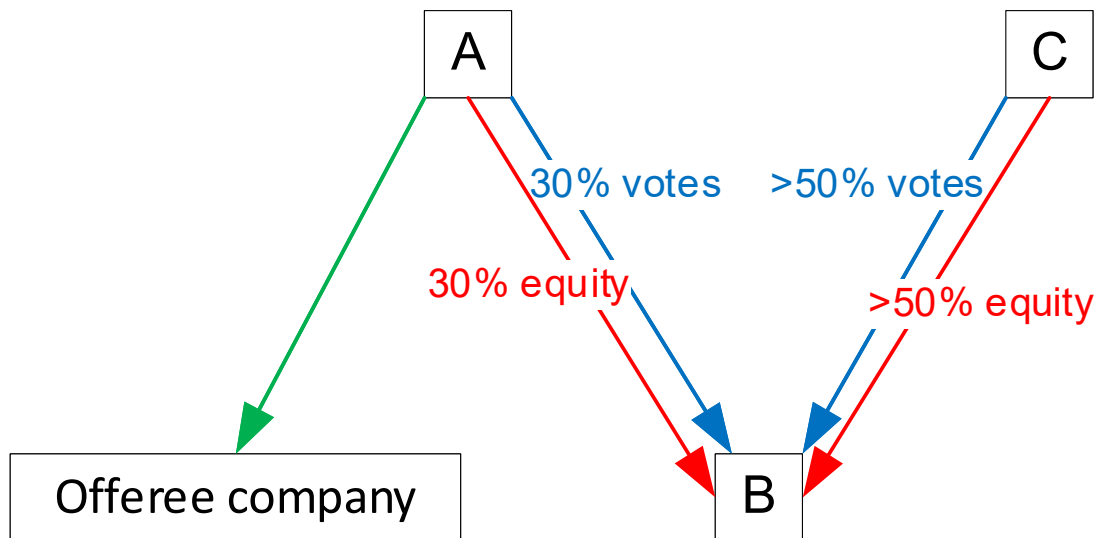 A
C
30% votes
>50% votes
30% equity
>50% equity
Offeree company
B